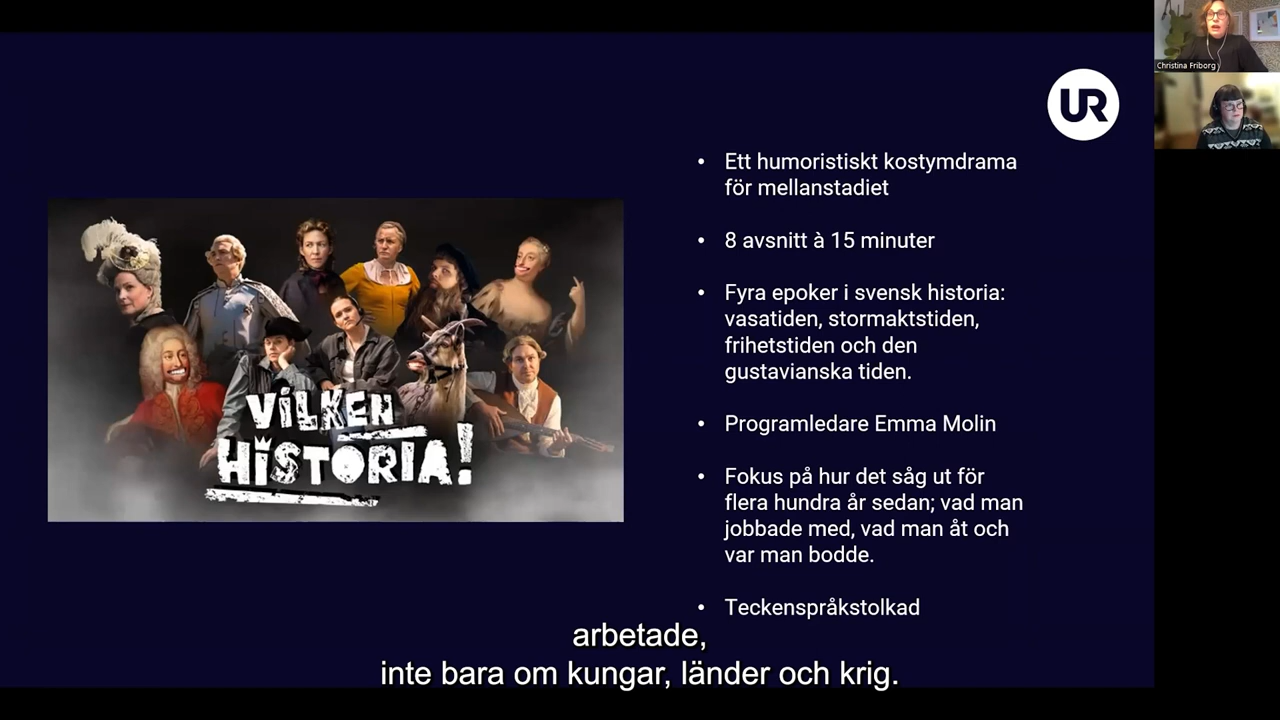 Christina Friborg
UR
• Ett humoristiskt kostymdrama
för mellanstadiet
• 8 avsnitt à 15 minuter
• Fyra epoker i svensk historia:
vasatiden, stormaktstiden,
frihetstiden och den
gustavianska tiden.
• Programledare Emma Molin
• Fokus på hur det såg ut för
flera hundra år sedan; vad man
jobbade med, vad man åt och
var man bodde.
• Teckenspråkstolkad
VILKEN
HISTORIA!
arbetade,
inte bara om kungar, länder och krig.